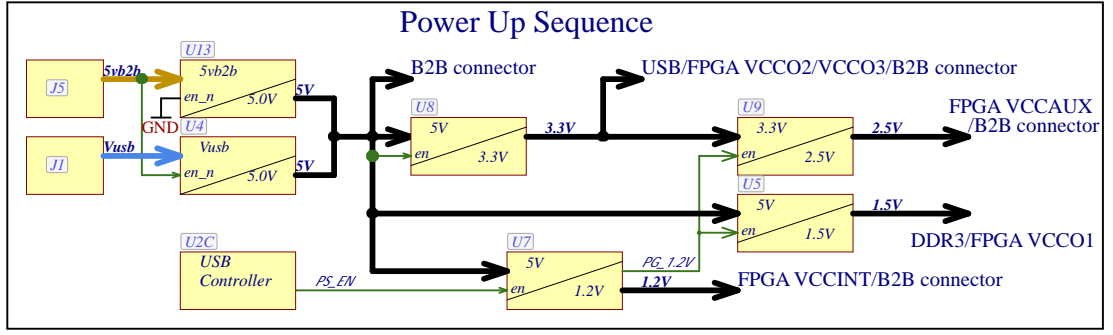 Power Up Sequence
U13
5vb2b
5vb2b
J5
en_n
5.0V
5V
GND
B2B connector
USB/FPGA VCCO2/VCCO3/B2B connector
U4
Vusb
Vusb
J1
en_n
5.0V
5V
U8
5V
en
3.3V
3.3V
U9
3.3V
en
2.5V
2.5V
FPGA VCCAUX
/B2B connector
U5
5V
en
1.5V
1.5V
DDR3/FPGA VCCO1
U2C
USB
Controller
PS_EN
U7
5V
en
1.2V
PG_1.2V
1.2V
FPGA VCCINT/B2B connector